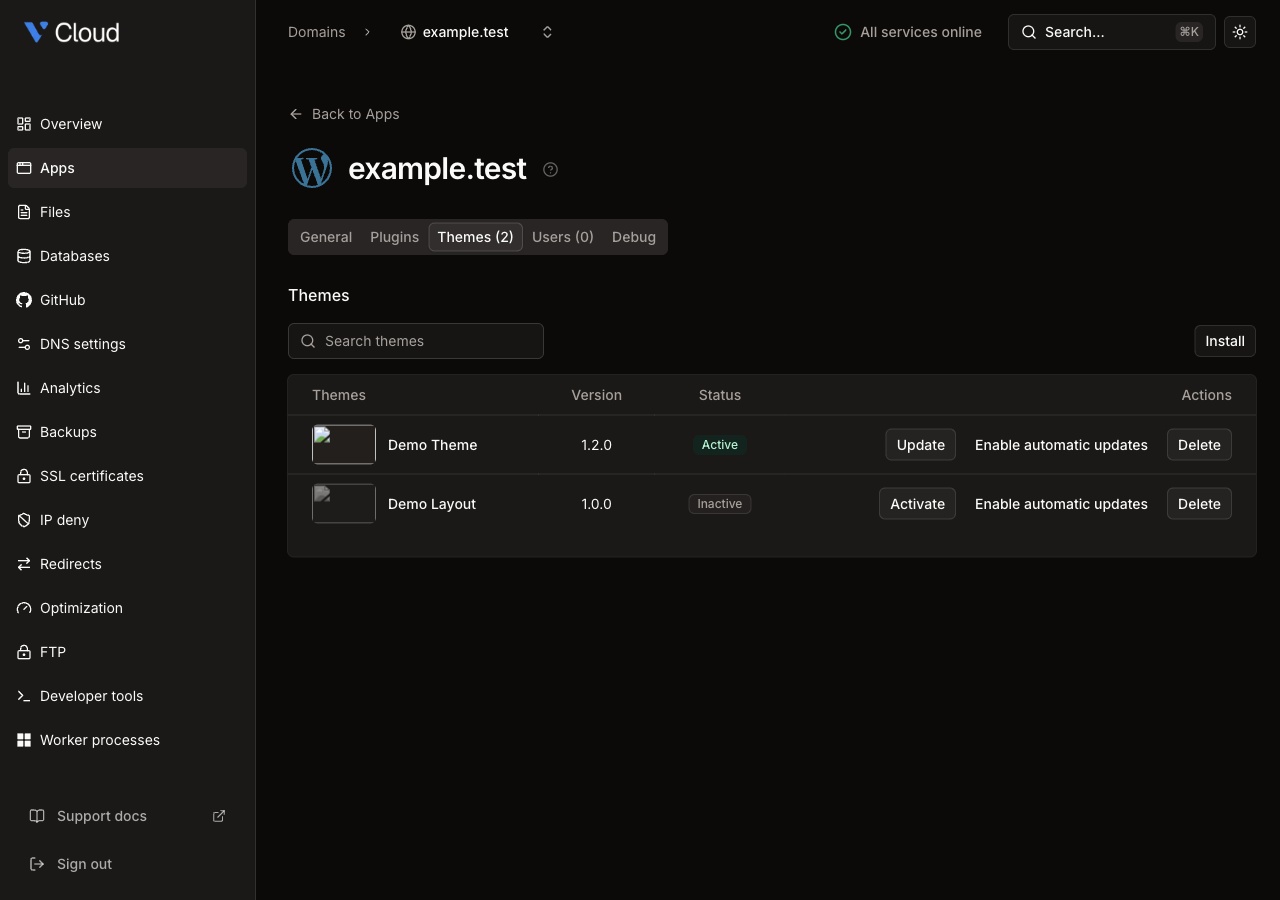 Cloud
Domains
example.test
All services online
Search...
⌘K
Overview
Apps
Files
Databases
GitHub
DNS settings
Analytics
Backups
SSL certificates
IP deny
Redirects
Optimization
FTP
Developer tools
Worker processes
Support docs
Sign out
Back to Apps
example.test
General
Plugins
Themes (2)
Users (0)
Debug
Themes
Search themes
Install
Themes Version Status Actions
Demo Theme 1.2.0 Active Update Enable automatic updates Delete
Demo Layout 1.0.0 Inactive Activate Enable automatic updates Delete